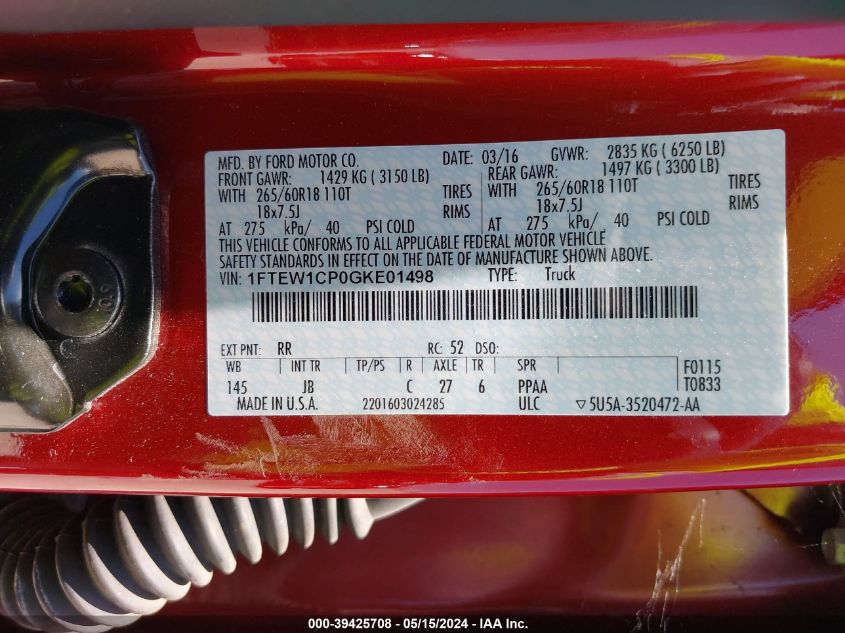 MFD. BY FORD MOTOR CO. DATE: 03/16 GVWR: 2835 KG ( 6250 LB)
FRONT GAWR: 1429 KG ( 3150 LB) REAR GAWR: 1497 KG ( 3300 LB)
WITH 265/60R18 110T TIRES WITH 265/60R18 110T TIRES
18x7.5J RIMS 18x7.5J RIMS
AT 275 kPa/ 40 PSI COLD AT 275 kPa/ 40 PSI COLD
THIS VEHICLE CONFORMS TO ALL APPLICABLE FEDERAL MOTOR VEHICLE
SAFETY STANDARDS IN EFFECT ON THE DATE OF MANUFACTURE SHOWN ABOVE.
VIN: 1FTEW1CP0GKE01498 TYPE: Truck
EXT PNT: RR RC: 52 DSO:
WB INT TR TP/PS R AXLE TR SPR F0115
145 JB C 27 6 PPAA T0833
MADE IN U.S.A. 2201603024285 ULC ▽5U5A-3520472-AA
10.9
000-39425708 - 05/15/2024 - IAA Inc.